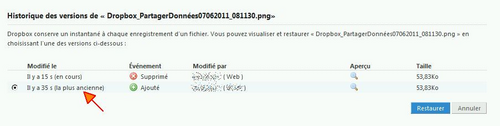 Historique des versions de « Dropbox_PartagerDonnées07062011_081130.png»
Dropbox conserve un instantané à chaque enregistrement d'un fichier. Vous pouvez visualiser et restaurer « Dropbox_PartagerDonnées07062011_081130.png » en
choisissant l'une des versions ci-dessous :
Modifié le Événement Modifié par Aperçu Taille
Il y a 15 s (en cours) Supprimé ( Web ) 53,83Ko
Il y a 35 s (la plus ancienne) Ajouté ( Web ) 53,83Ko
Restaurer Annuler